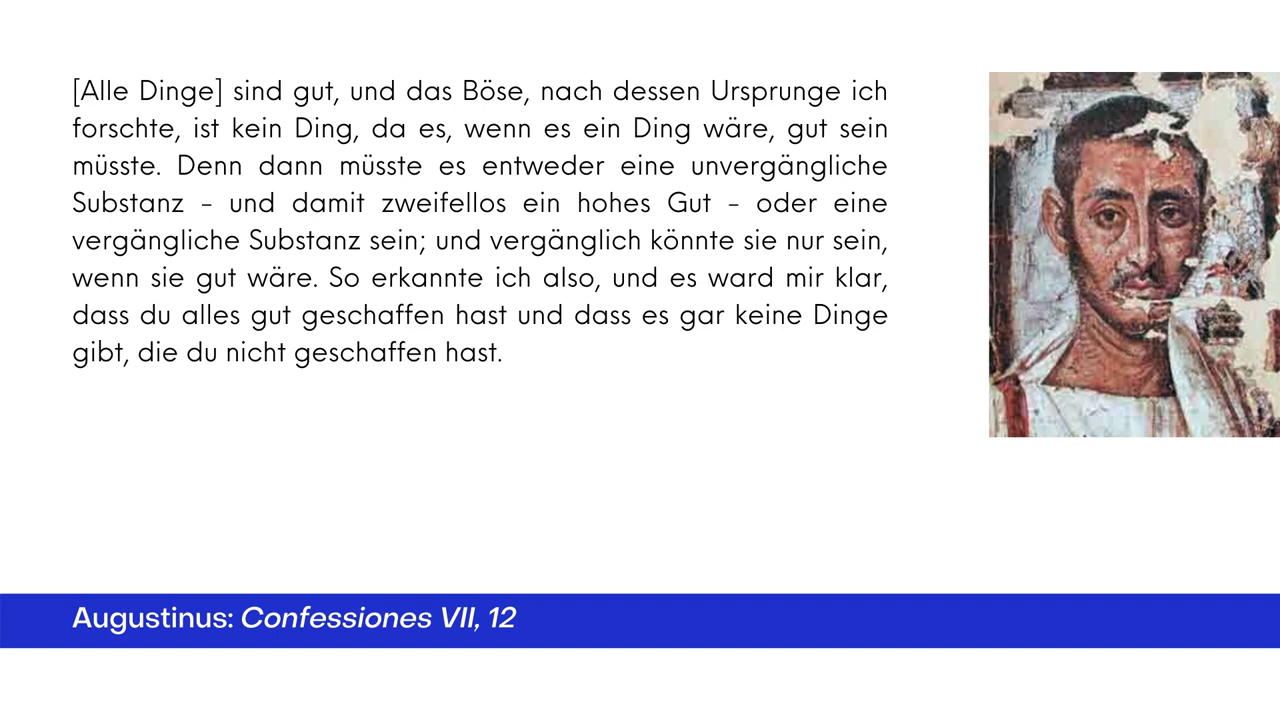 [Alle Dinge] sind gut, und das Böse, nach dessen Ursprunge ich
forschte, ist kein Ding, da es, wenn es ein Ding wäre, gut sein
müsste. Denn dann müsste es entweder eine unvergängliche
Substanz – und damit zweifellos ein hohes Gut – oder eine
vergängliche Substanz sein; und vergänglich könnte sie nur sein,
wenn sie gut wäre. So erkannte ich also, und es ward mir klar,
dass du alles gut geschaffen hast und dass es gar keine Dinge
gibt, die du nicht geschaffen hast.
Augustinus: Confessiones VII, 12